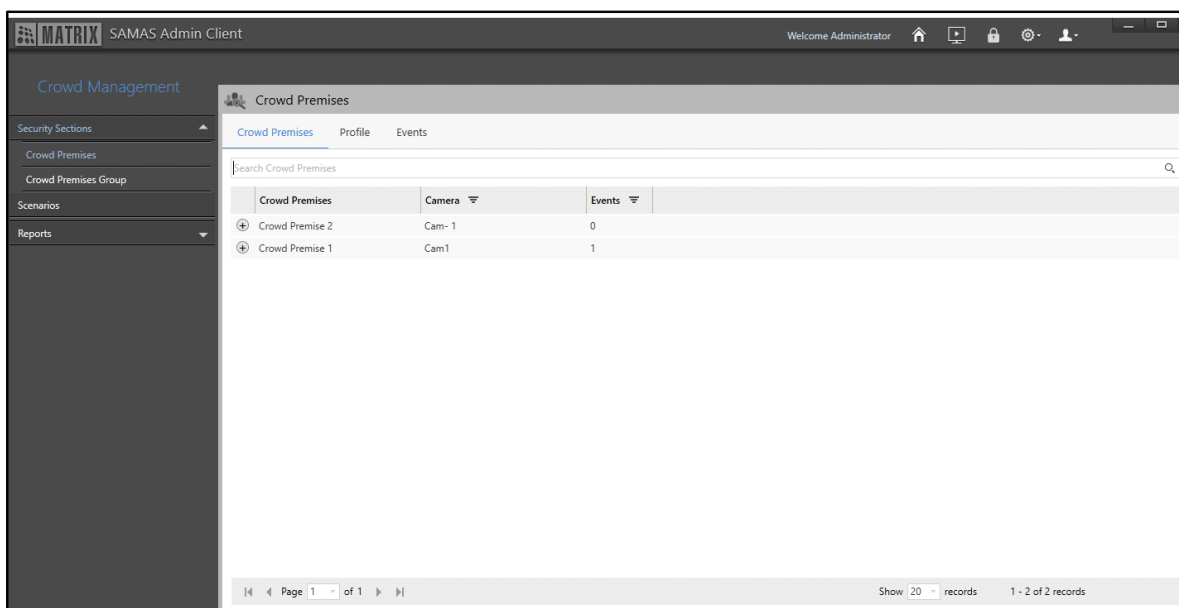 MATRIX SAMAS Admin Client Welcome Administrator
Crowd Management
Crowd Premises
Security Sections
Crowd Premises Profile Events
Crowd Premises
Search Crowd Premises
Crowd Premises Group
Crowd Premises Camera Events
Scenarios
Crowd Premise 2 Cam- 1 0
Reports
Crowd Premise 1 Cam1 1
Page 1 of 1 Show 20 records 1 - 2 of 2 records